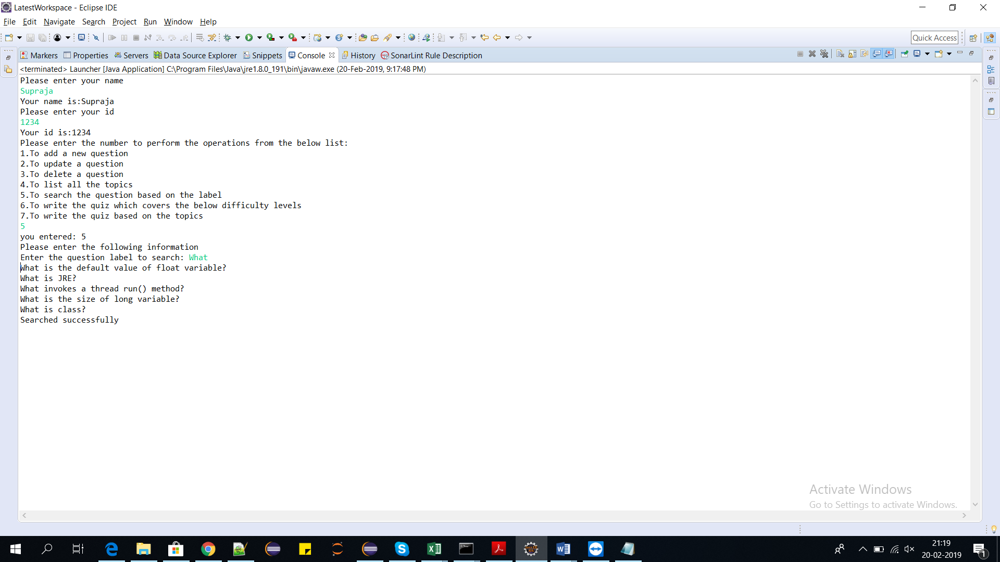 LatestWorkspace - Eclipse IDE
File Edit Navigate Search Project Run Window Help
Quick Access
Markers Properties Servers Data Source Explorer Snippets Console History SonarLint Rule Description
<terminated> Launcher [Java Application] C:\Program Files\Java\jre1.8.0_191\bin\javaw.exe (20-Feb-2019, 9:17:48 PM)
Please enter your name
Supraja
Your name is:Supraja
Please enter your id
1234
Your id is:1234
Please enter the number to perform the operations from the below list:
1.To add a new question
2.To update a question
3.To delete a question
4.To list all the topics
5.To search the question based on the label
6.To write the quiz which covers the below difficulty levels
7.To write the quiz based on the topics
5
you entered: 5
Please enter the following information
Enter the question label to search: What
What is the default value of float variable?
What is JRE?
What invokes a thread run() method?
What is the size of long variable?
What is class?
Searched successfully
Activate Windows
Go to Settings to activate Windows.
21:19
20-02-2019
1